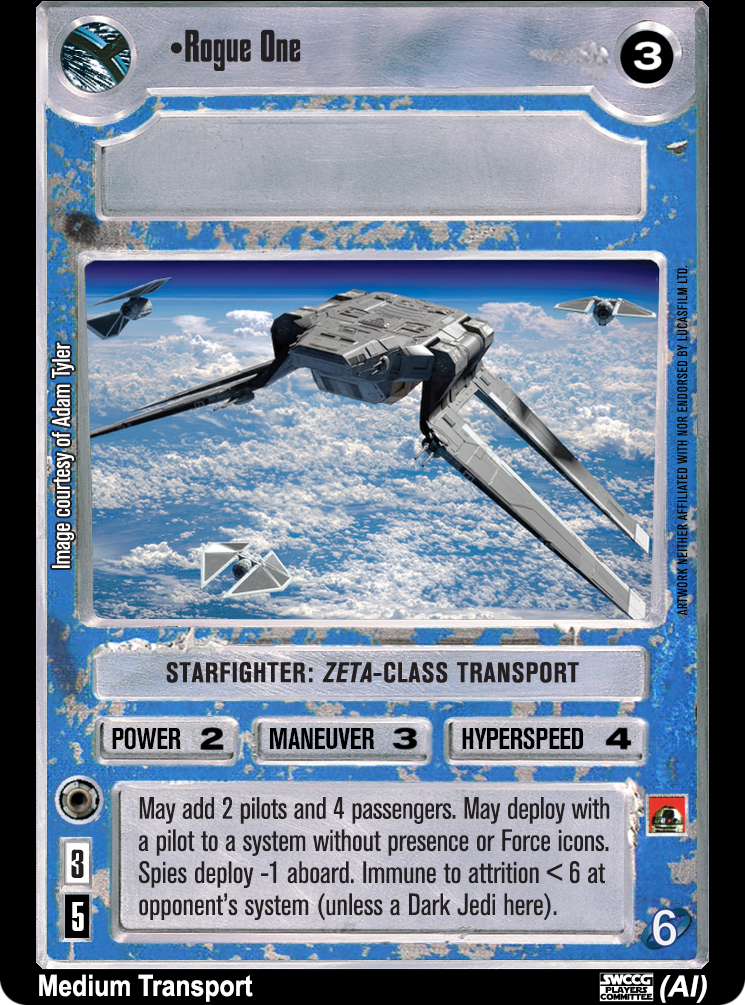 •Rogue One
3
Image courtesy of Adam Tyler
ARTWORK NEITHER AFFILIATED WITH NOR ENDORSED BY LUCASFILM LTD.
STARFIGHTER: ZETA-CLASS TRANSPORT
POWER 2 MANEUVER 3 HYPERSPEED 4
May add 2 pilots and 4 passengers. May deploy with
a pilot to a system without presence or Force icons.
Spies deploy -1 aboard. Immune to attrition < 6 at
opponent's system (unless a Dark Jedi here).
3
5
6
Medium Transport
SWCCG
PLAYERS
COMMITTEE
(AI)